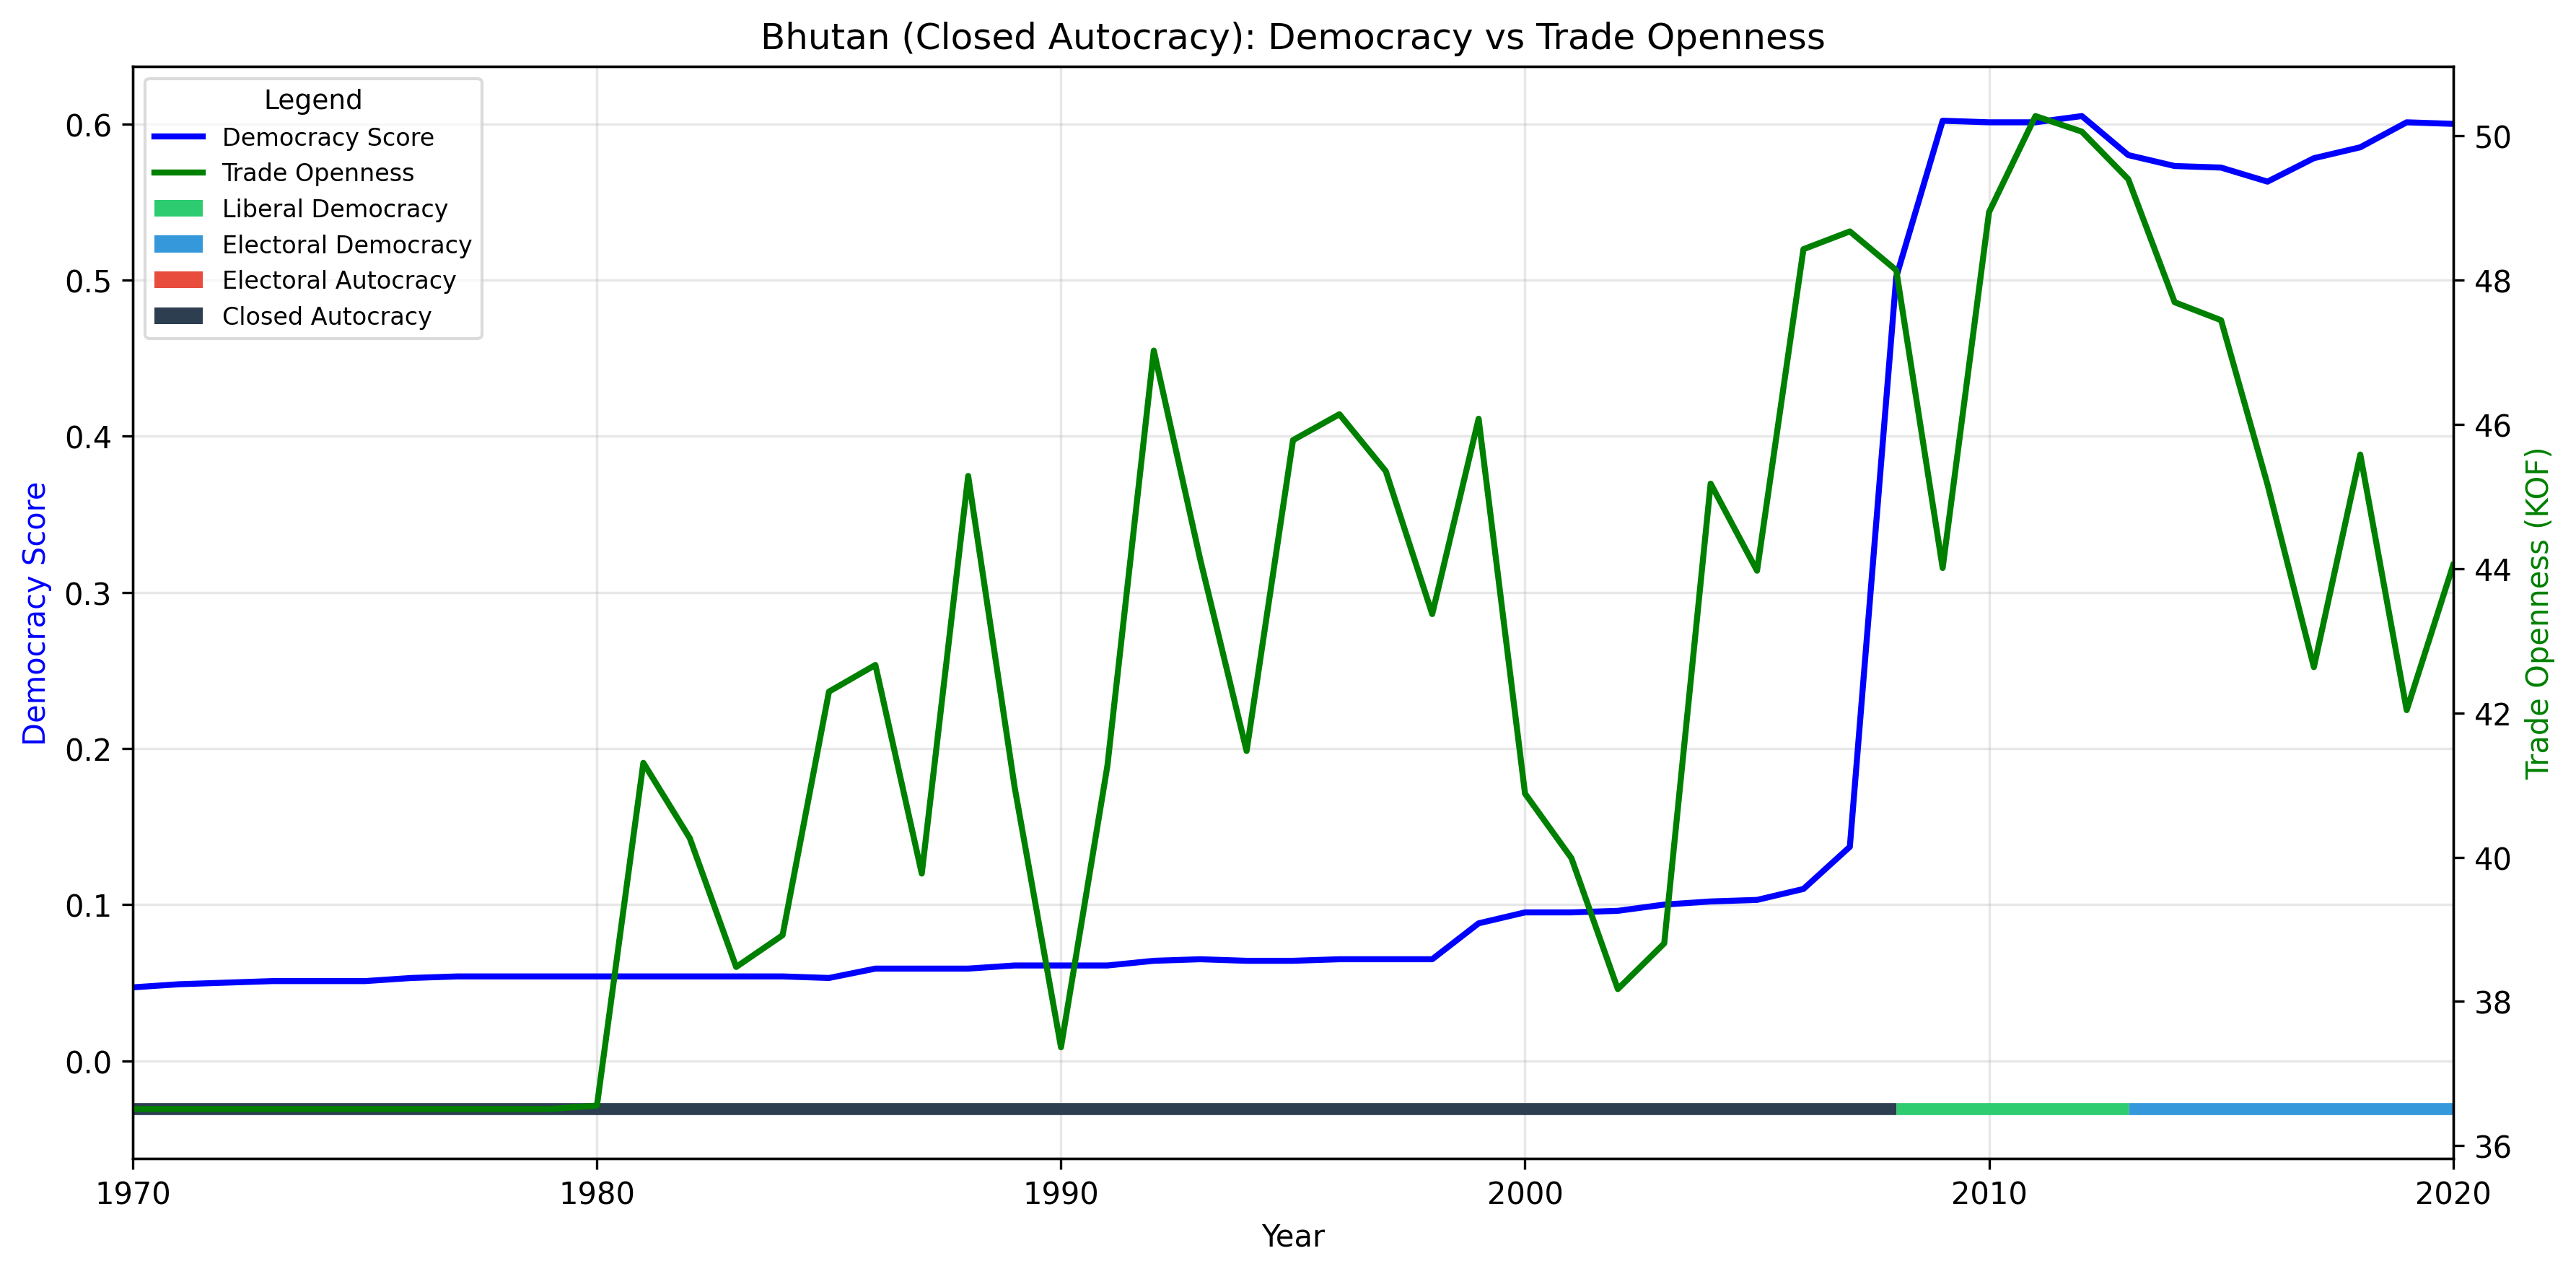 Bhutan (Closed Autocracy): Democracy vs Trade Openness
Legend
Democracy Score
Trade Openness
Liberal Democracy
Electoral Democracy
Electoral Autocracy
Closed Autocracy
Democracy Score
0.6
0.5
0.4
0.3
0.2
0.1
0.0
50
48
46
44
42
40
38
36
Trade Openness (KOF)
1970 1980 1990 2000 2010 2020
Year